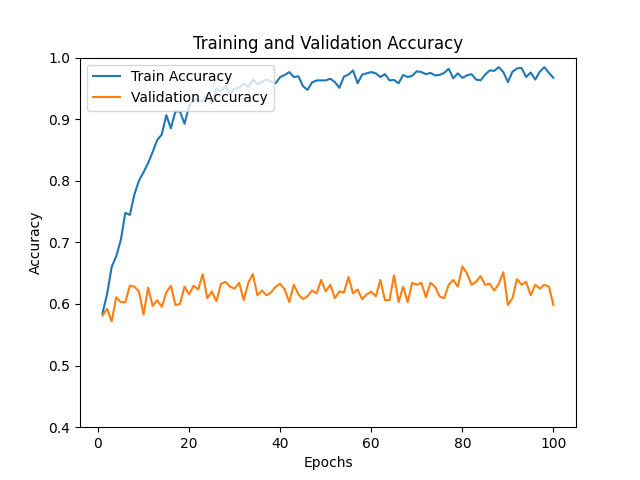 Training and Validation Accuracy
Train Accuracy
Validation Accuracy
1.0
0.9
0.8
0.7
0.6
0.5
0.4
Accuracy
0 20 40 60 80 100
Epochs